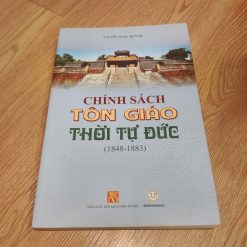 CHÍNH SÁCH
TÔN GIÁO
THỜI TỰ ĐỨC
(1848-1883)